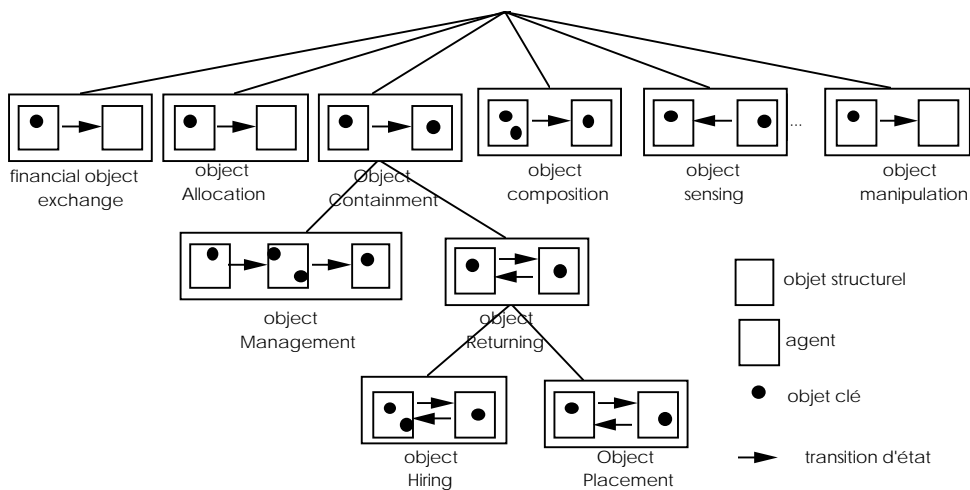 financial object
exchange
object
Allocation
Object
Containment
object
composition
object
sensing
...
object
manipulation
object
Management
object
Returning
object
Hiring
Object
Placement
objet structurel
agent
objet clé
transition d'état